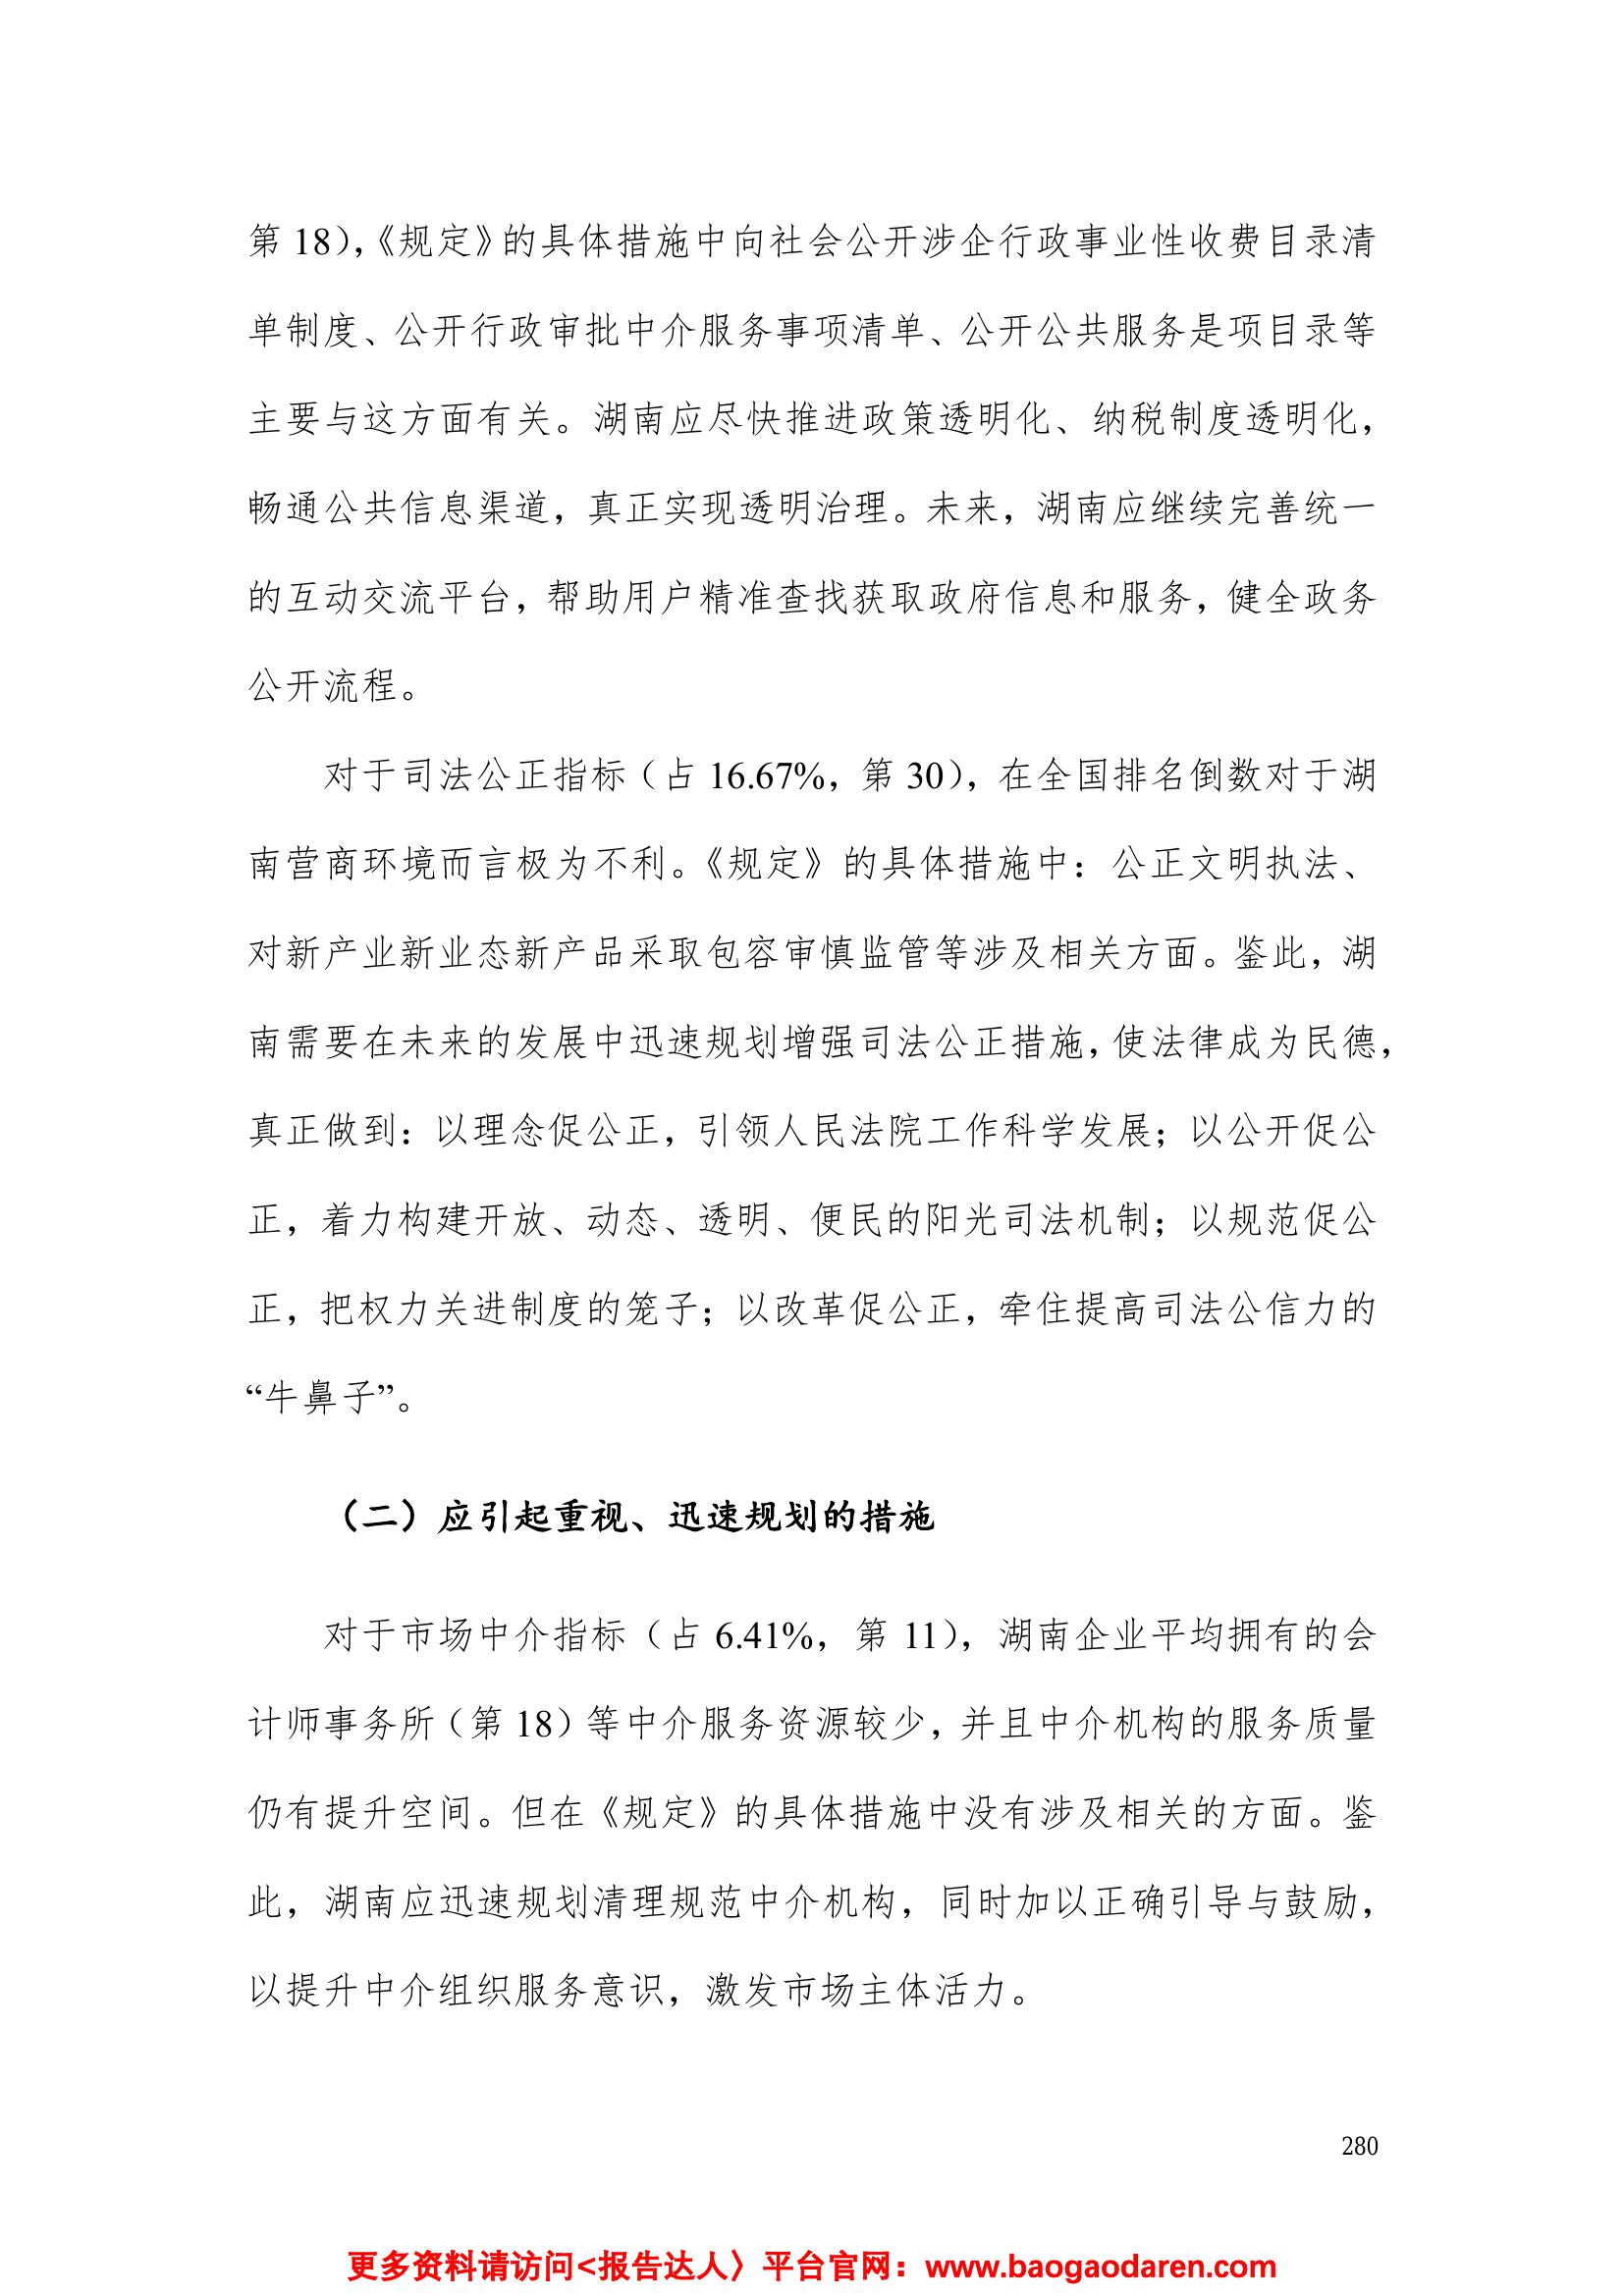 第 18），《规定》的具体措施中向社会公开涉企行政事业性收费目录清
单制度、公开行政审批中介服务事项清单、公开公共服务是项目录等
主要与这方面有关。湖南应尽快推进政策透明化、纳税制度透明化，
畅通公共信息渠道，真正实现透明治理。未来，湖南应继续完善统一
的互动交流平台，帮助用户精准查找获取政府信息和服务，健全政务
公开流程。
对于司法公正指标（占 16.67%，第 30），在全国排名倒数对于湖
南营商环境而言极为不利。《规定》的具体措施中：公正文明执法、
对新产业新业态新产品采取包容审慎监管等涉及相关方面。鉴此，湖
南需要在未来的发展中迅速规划增强司法公正措施，使法律成为民德，
真正做到：以理念促公正，引领人民法院工作科学发展；以公开促公
正，着力构建开放、动态、透明、便民的阳光司法机制；以规范促公
正，把权力关进制度的笼子；以改革促公正，牵住提高司法公信力的
“牛鼻子”。
（二）应引起重视、迅速规划的措施
对于市场中介指标（占 6.41%，第 11），湖南企业平均拥有的会
计师事务所（第 18）等中介服务资源较少，并且中介机构的服务质量
仍有提升空间。但在《规定》的具体措施中没有涉及相关的方面。鉴
此，湖南应迅速规划清理规范中介机构，同时加以正确引导与鼓励，
以提升中介组织服务意识，激发市场主体活力。
280
更多资料请访问<报告达人〉平台官网：www.baogaodaren.com